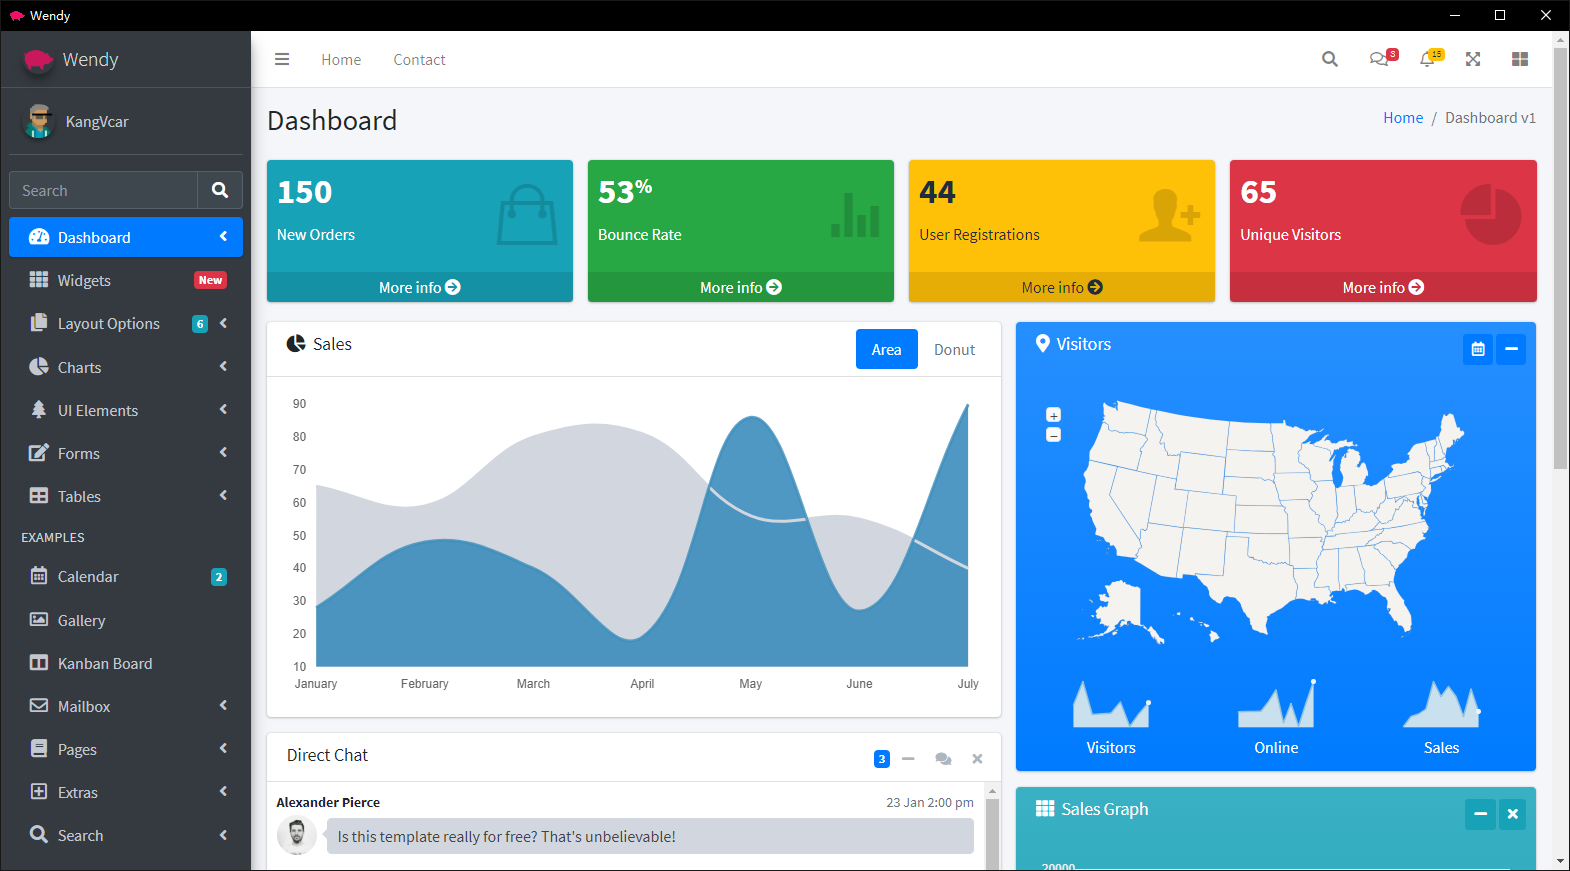 Wendy
Wendy
Home
Contact
3
15
KangVcar
Search
Dashboard
Widgets
New
Layout Options
6
Charts
UI Elements
Forms
Tables
EXAMPLES
Calendar
2
Gallery
Kanban Board
Mailbox
Pages
Extras
Search
Dashboard
Home / Dashboard v1
150
New Orders
More info
53%
Bounce Rate
More info
44
User Registrations
More info
65
Unique Visitors
More info
Sales
Area
Donut
90
80
70
60
50
40
30
20
10
January
February
March
April
May
June
July
Visitors
+
−
Visitors
Online
Sales
Direct Chat
3
Alexander Pierce
23 Jan 2:00 pm
Is this template really for free? That's unbelievable!
Sales Graph
20000